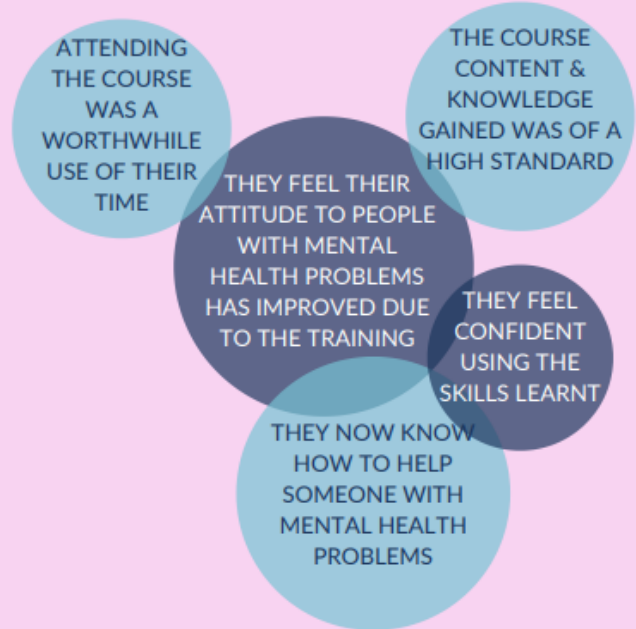 ATTENDING
THE COURSE
WAS A
WORTHWHILE
USE OF THEIR
TIME
THE COURSE
CONTENT &
KNOWLEDGE
GAINED WAS OF A
HIGH STANDARD
THEY FEEL THEIR
ATTITUDE TO PEOPLE
WITH MENTAL
HEALTH PROBLEMS
HAS IMPROVED DUE
TO THE TRAINING
THEY FEEL
CONFIDENT
USING THE
SKILLS LEARNT
THEY NOW KNOW
HOW TO HELP
SOMEONE WITH
MENTAL HEALTH
PROBLEMS